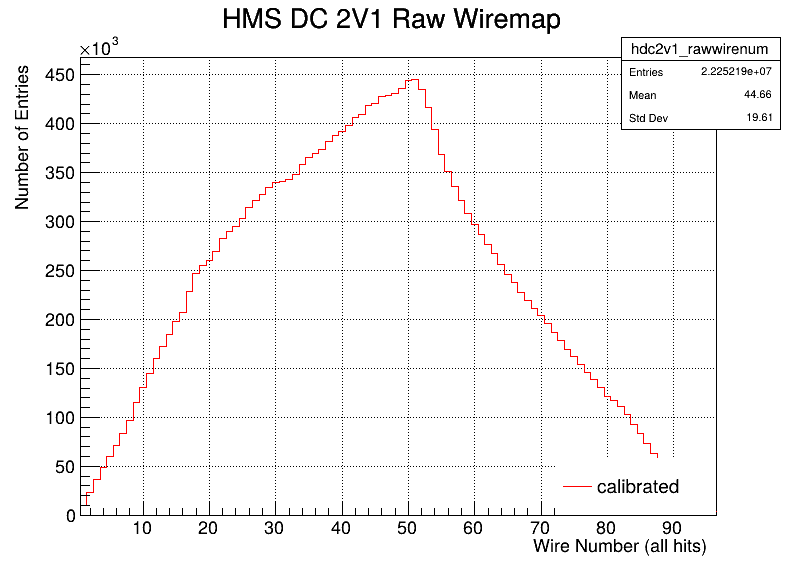 HMS DC 2V1 Raw Wiremap
×10³
hdc2v1_rawwirenum
Entries 2.225219e+07
Mean 44.66
Std Dev 19.61
Number of Entries
450
400
350
300
250
200
150
100
50
0
calibrated
10 20 30 40 50 60 70 80 90
Wire Number (all hits)